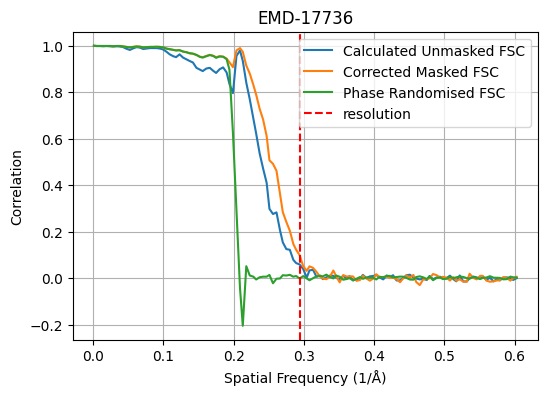 EMD-17736
Calculated Unmasked FSC
Corrected Masked FSC
Phase Randomised FSC
resolution
Correlation
1.0
0.8
0.6
0.4
0.2
0.0
−0.2
0.0 0.1 0.2 0.3 0.4 0.5 0.6
Spatial Frequency (1/Å)